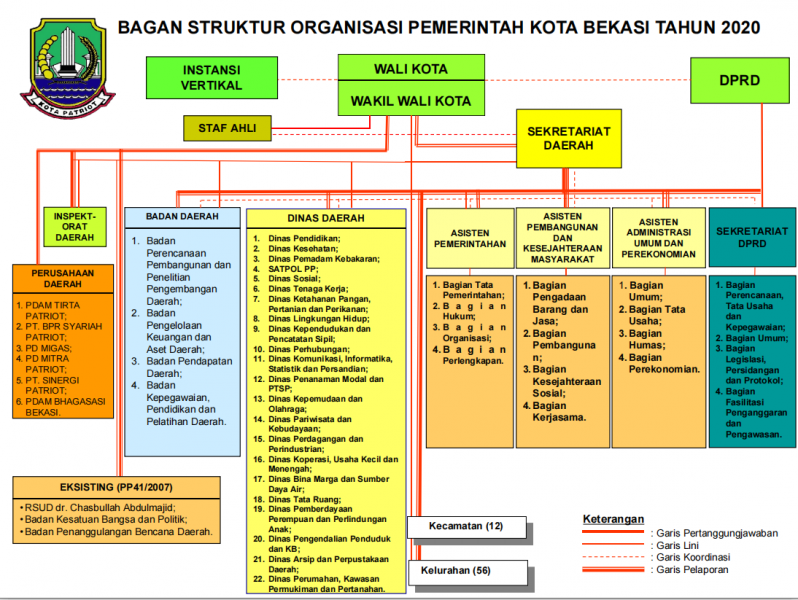 BAGAN STRUKTUR ORGANISASI PEMERINTAH KOTA BEKASI TAHUN 2020
KOTA PATRIOT
INSTANSI
VERTIKAL
WALI KOTA
WAKIL WALI KOTA
DPRD
STAF AHLI
SEKRETARIAT
DAERAH
INSPEKT-
ORAT
DAERAH
PERUSAHAAN
DAERAH
1. PDAM TIRTA
PATRIOT;
2. PT. BPR SYARIAH
PATRIOT;
3. PD MIGAS;
4. PD MITRA
PATRIOT;
5. PT. SINERGI
PATRIOT;
6. PDAM BHAGASASI
BEKASI.
BADAN DAERAH
1. Badan
Perencanaan
Pembangunan dan
Penelitian
Pengembangan
Daerah;
2. Badan
Pengelolaan
Keuangan dan
Aset Daerah;
3. Badan Pendapatan
Daerah;
4. Badan
Kepegawaian,
Pendidikan dan
Pelatihan Daerah.
DINAS DAERAH
1. Dinas Pendidikan;
2. Dinas Kesehatan;
3. Dinas Pemadam Kebakaran;
4. SATPOL PP;
5. Dinas Sosial;
6. Dinas Tenaga Kerja;
7. Dinas Ketahanan Pangan,
Pertanian dan Perikanan;
8. Dinas Lingkungan Hidup;
9. Dinas Kependudukan dan
Pencatatan Sipil;
10. Dinas Perhubungan;
11. Dinas Komunikasi, Informatika,
Statistik dan Persandian;
12. Dinas Penanaman Modal dan
PTSP;
13. Dinas Kepemudaan dan
Olahraga;
14. Dinas Pariwisata dan
Kebudayaan;
15. Dinas Perdagangan dan
Perindustrian;
16. Dinas Koperasi, Usaha Kecil dan
Menengah;
17. Dinas Bina Marga dan Sumber
Daya Air;
18. Dinas Tata Ruang;
19. Dinas Pemberdayaan
Perempuan dan Perlindungan
Anak;
20. Dinas Pengendalian Penduduk
dan KB;
21. Dinas Arsip dan Perpustakaan
Daerah;
22. Dinas Perumahan, Kawasan
Permukiman dan Pertanahan.
ASISTEN
PEMERINTAHAN
1. Bagian Tata
Pemerintahan;
2. Bagian
Hukum;
3. Bagian
Organisasi;
4. Bagian
Perlengkapan.
ASISTEN
PEMBANGUNAN
DAN
KESEJAHTERAAN
MASYARAKAT
1. Bagian
Pengadaan
Barang dan
Jasa;
2. Bagian
Pembanguna
n;
3. Bagian
Kesejahteraan
Sosial;
4. Bagian
Kerjasama.
ASISTEN
ADMINISTRASI
UMUM DAN
PEREKONOMIAN
1. Bagian
Umum;
2. Bagian Tata
Usaha;
3. Bagian
Humas;
4. Bagian
Perekonomian.
SEKRETARIAT
DPRD
1. Bagian
Perencanaan,
Tata Usaha
dan
Kepegawaian;
2. Bagian Umum;
3. Bagian
Legislasi,
Persidangan
dan Protokol;
4. Bagian
Fasilitasi
Penganggaran
dan
Pengawasan.
EKSISTING (PP41/2007)
• RSUD dr. Chasbullah Abdulmajid;
• Badan Kesatuan Bangsa dan Politik;
• Badan Penanggulangan Bencana Daerah.
Kecamatan (12)
Kelurahan (56)
Keterangan
: Garis Pertanggungjawaban
: Garis Lini
: Garis Koordinasi
: Garis Pelaporan